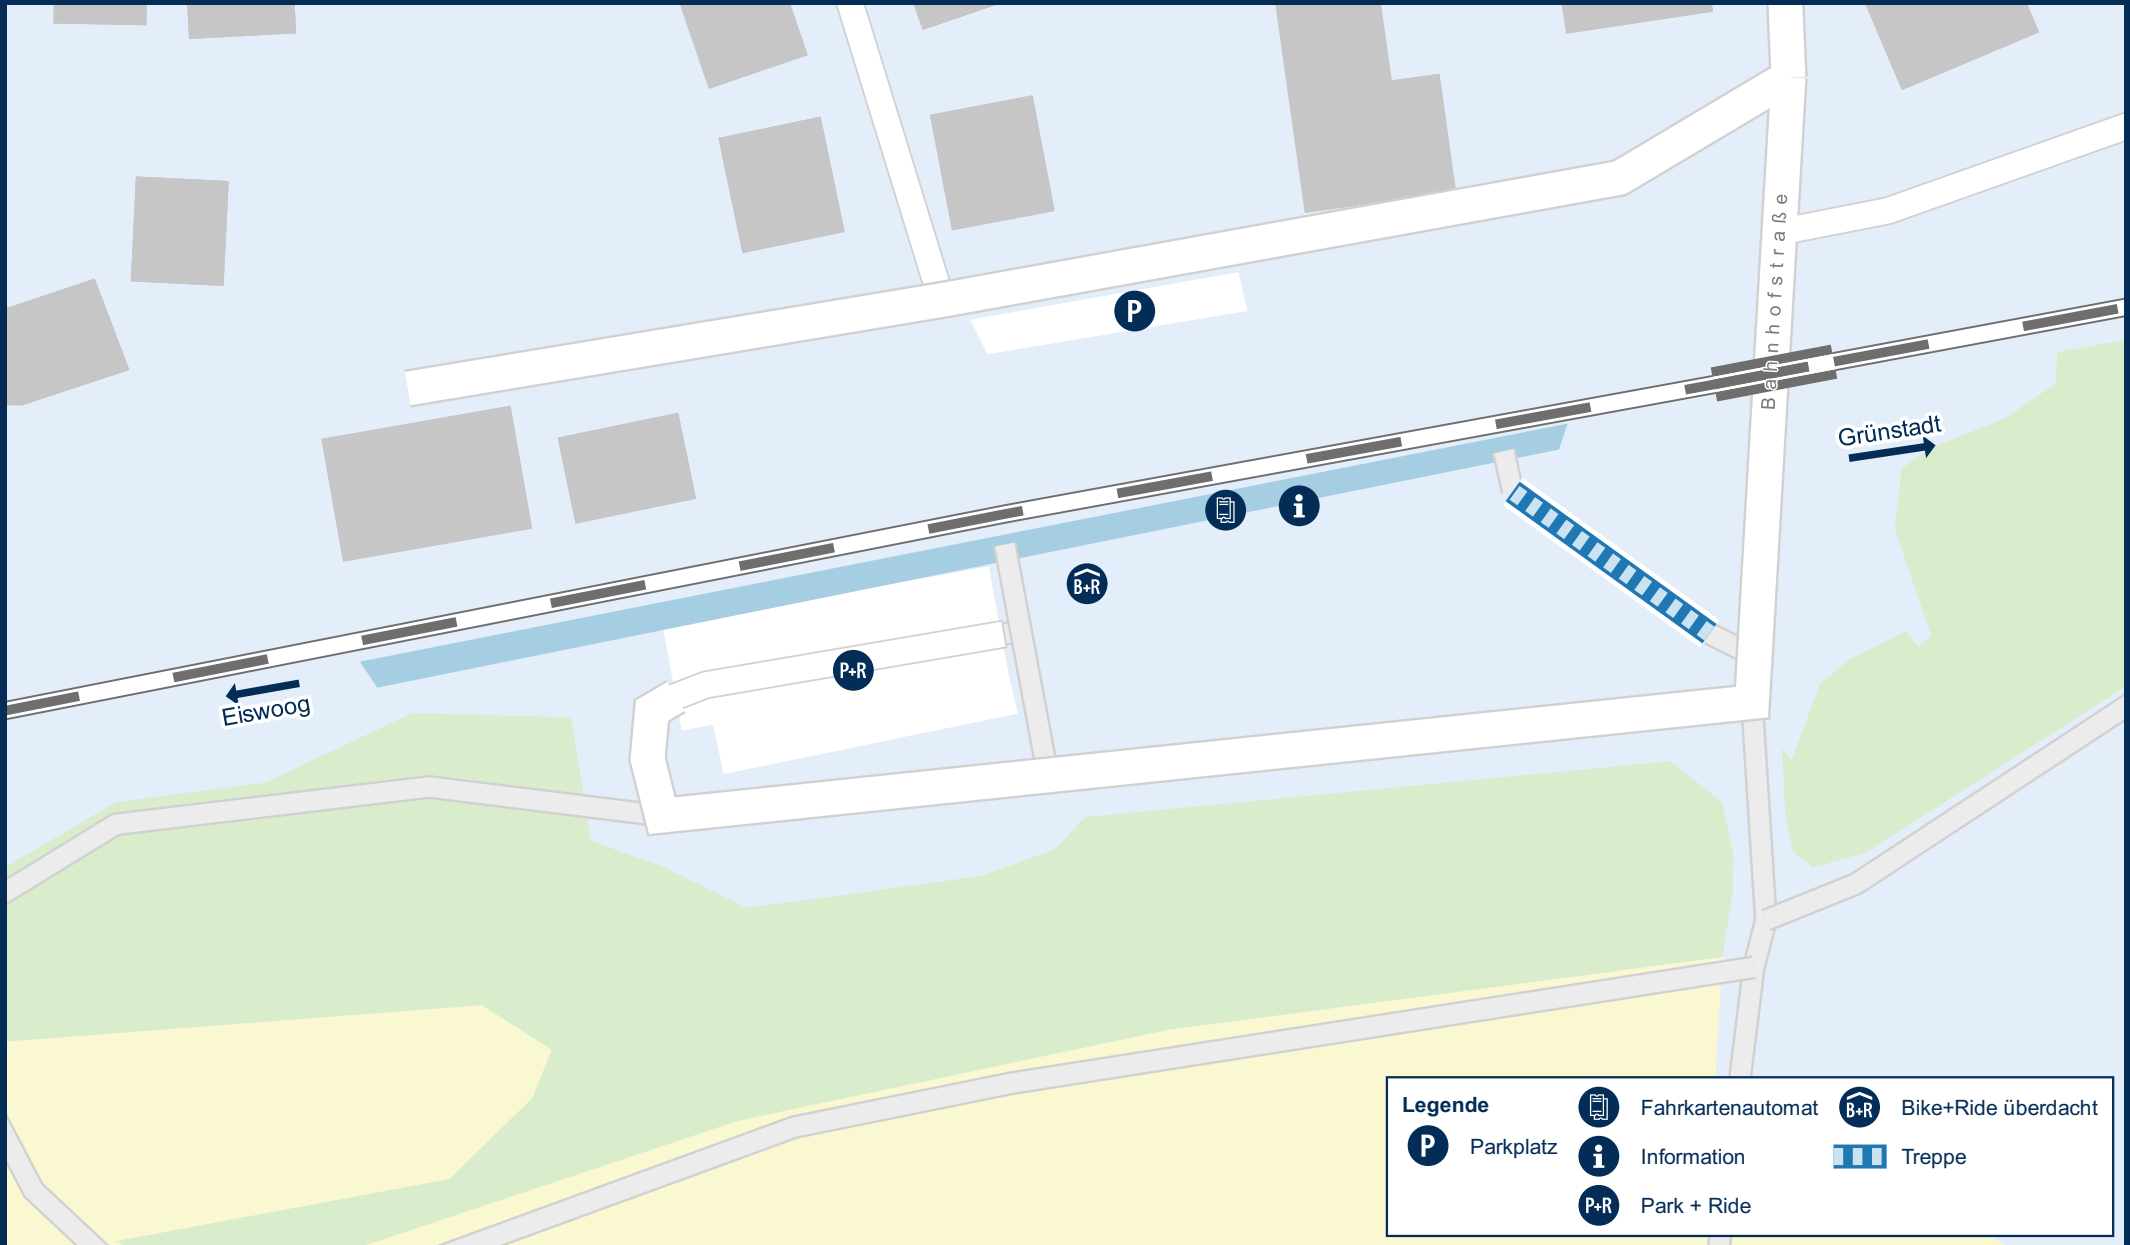 Bahnhofstraße
P
Grünstadt
i
B+R
P+R
Eiswoog
Legende
P Parkplatz
Fahrkartenautomat
i Information
P+R Park + Ride
B+R Bike+Ride überdacht
Treppe